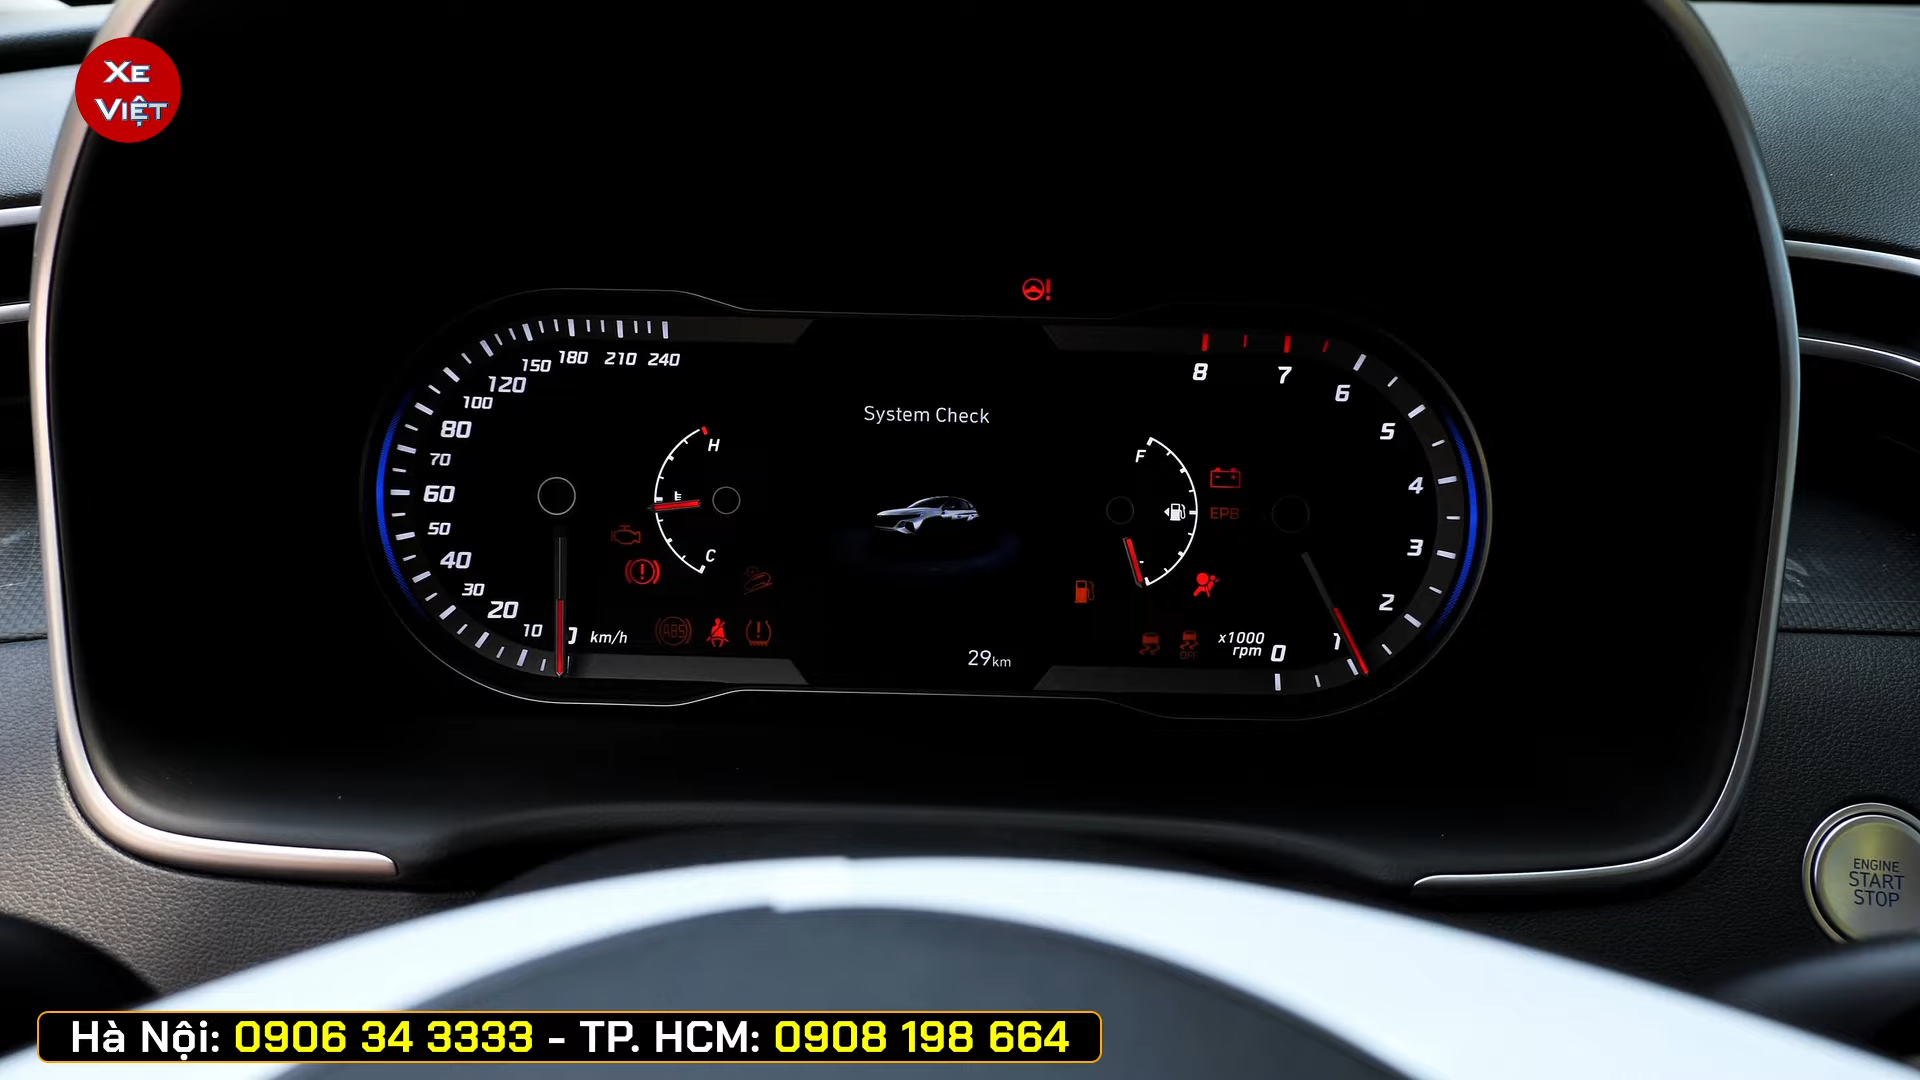 XE
VIỆT
240
210
180
150
120
100
80
70
60
50
40
30
20
10
km/h
H
C
ABS
System Check
29km
F
EPB
OFF
8
7
6
5
4
3
2
1
0
x1000
rpm
ENGINE
START
STOP
Hà Nội: 0906 34 3333 - TP. HCM: 0908 198 664